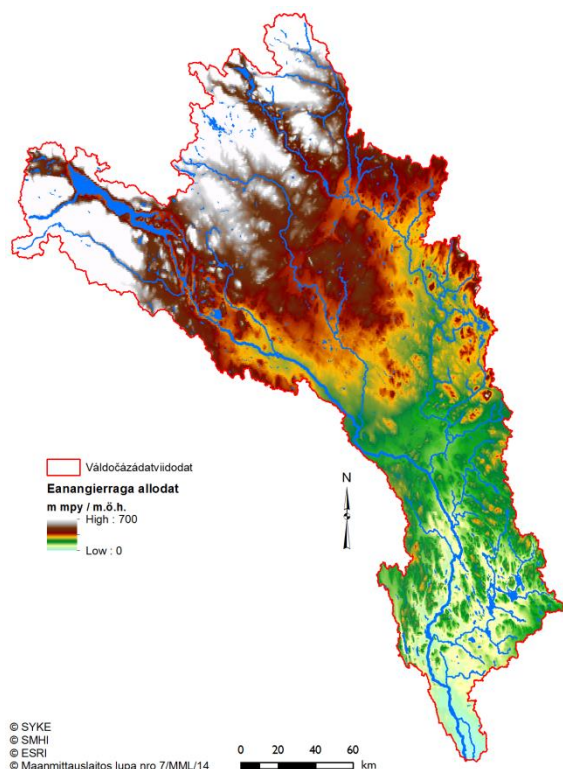 N
Váldočázádatviidodat
Eanangierraga allodat
m mpy / m.ö.h.
High : 700
Low : 0
© SYKE
© SMHI
© ESRI
© Maanmittauslaitos lupa nro 7/MML/14
0 10 20 40 60
km